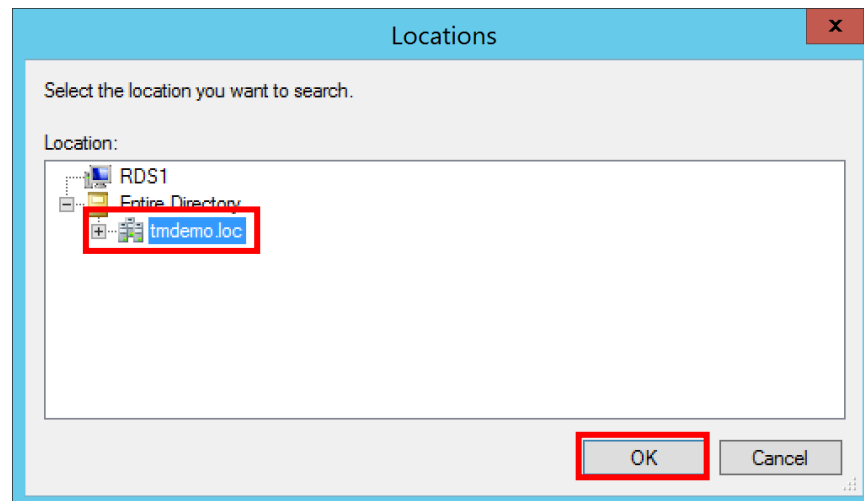 Locations
x
Select the location you want to search.
Location:
RDS1
Entire Directory
tmdemo.loc
OK
Cancel